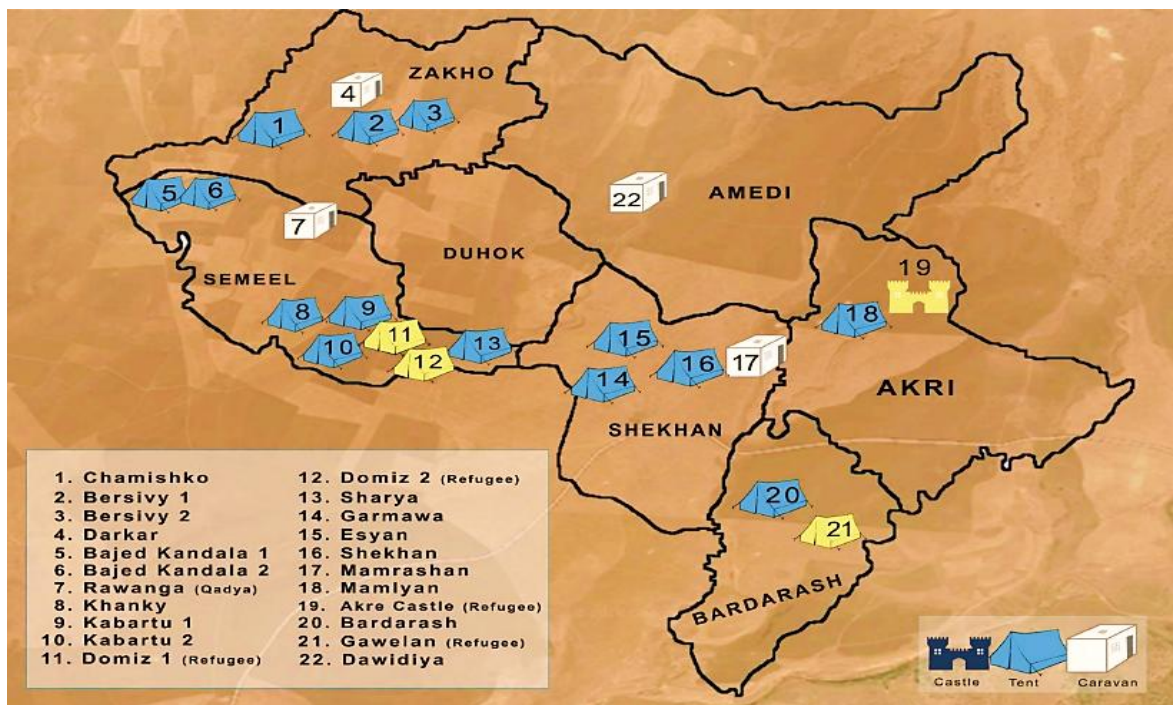 ZAKHO
4
1
2
3
5
6
7
22
AMEDI
DUHOK
SEMEEL
19
8
9
18
11
10
12
13
15
16
17
14
AKRI
SHEKHAN
20
21
BARDARASH
1. Chamishko
2. Bersivy 1
3. Bersivy 2
4. Darkar
5. Bajed Kandala 1
6. Bajed Kandala 2
7. Rawanga (Qadya)
8. Khanky
9. Kabartu 1
10. Kabartu 2
11. Domiz 1 (Refugee)
12. Domiz 2 (Refugee)
13. Sharya
14. Garmawa
15. Esyan
16. Shekhan
17. Mamrashan
18. Mamlyan
19. Akre Castle (Refugee)
20. Bardarash
21. Gawelan (Refugee)
22. Dawidiya
Castle Tent Caravan